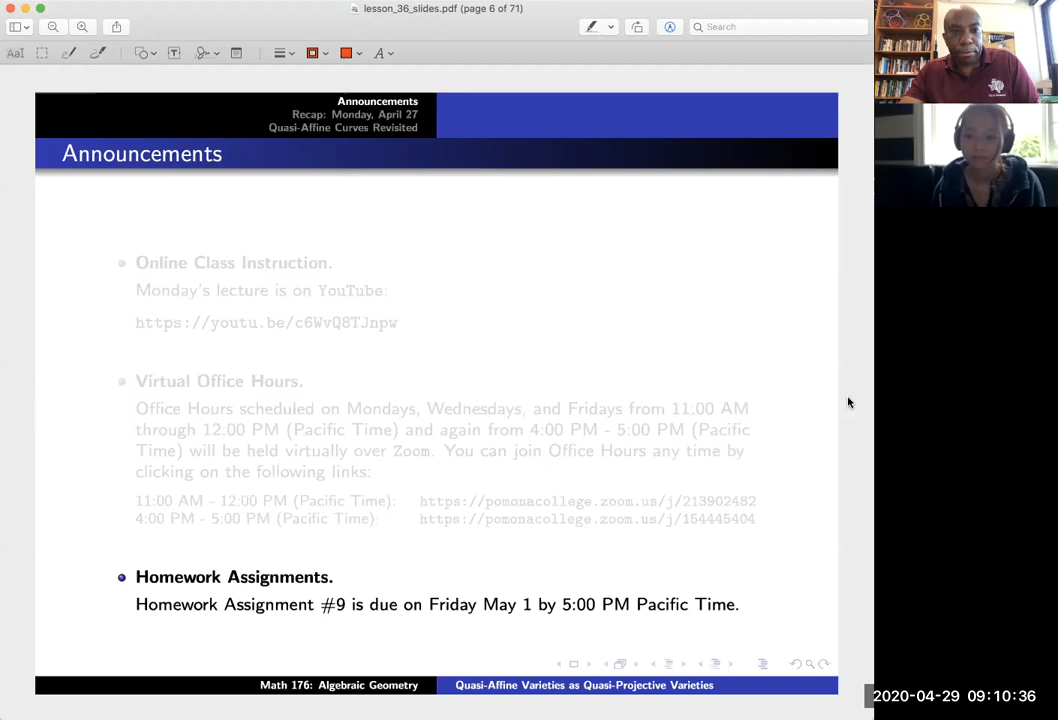 lesson_36_slides.pdf (page 6 of 71)
Search
AaI
A
Announcements
Recap: Monday, April 27
Quasi-Affine Curves Revisited
Announcements
Online Class Instruction.
Monday's lecture is on YouTube:
https://youtu.be/c6WvQ8TJnpw
Virtual Office Hours.
Office Hours scheduled on Mondays, Wednesdays, and Fridays from 11:00 AM
through 12:00 PM (Pacific Time) and again from 4:00 PM - 5:00 PM (Pacific
Time) will be held virtually over Zoom. You can join Office Hours any time by
clicking on the following links:
11:00 AM - 12:00 PM (Pacific Time): https://pomonacollege.zoom.us/j/213902482
4:00 PM - 5:00 PM (Pacific Time): https://pomonacollege.zoom.us/j/154445404
Homework Assignments.
Homework Assignment #9 is due on Friday May 1 by 5:00 PM Pacific Time.
Math 176: Algebraic Geometry Quasi-Affine Varieties as Quasi-Projective Varieties
2020-04-29 09:10:36